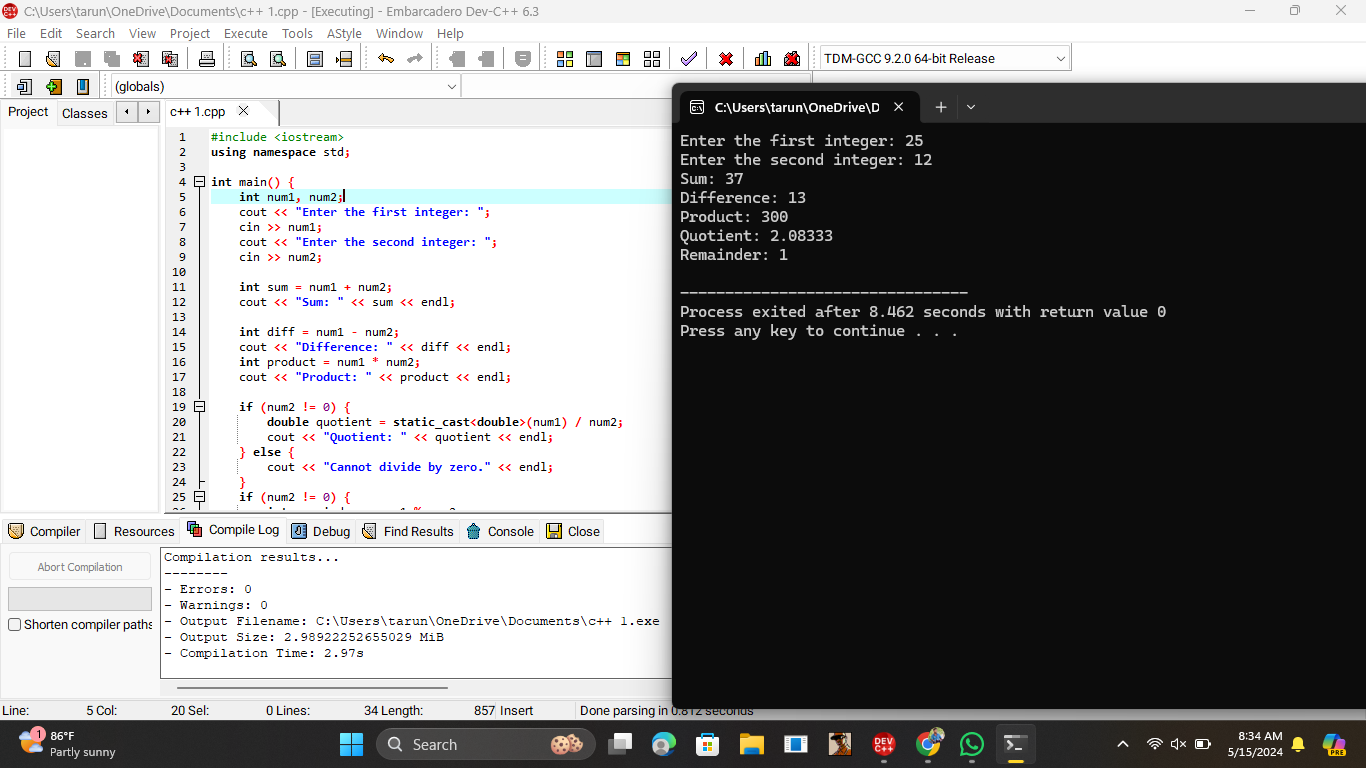 C:\Users\tarun\OneDrive\Documents\c++ 1.cpp - [Executing] - Embarcadero Dev-C++ 6.3
File Edit Search View Project Execute Tools AStyle Window Help
TDM-GCC 9.2.0 64-bit Release
(globals)
Project Classes
c++ 1.cpp
1 #include <iostream>
2 using namespace std;
3
4 int main() {
5 int num1, num2;
6 cout << "Enter the first integer: ";
7 cin >> num1;
8 cout << "Enter the second integer: ";
9 cin >> num2;
10
11 int sum = num1 + num2;
12 cout << "Sum: " << sum << endl;
13
14 int diff = num1 - num2;
15 cout << "Difference: " << diff << endl;
16 int product = num1 * num2;
17 cout << "Product: " << product << endl;
18
19 if (num2 != 0) {
20 double quotient = static_cast<double>(num1) / num2;
21 cout << "Quotient: " << quotient << endl;
22 } else {
23 cout << "Cannot divide by zero." << endl;
24 }
25 if (num2 != 0) {
C:\Users\tarun\OneDrive\D
Enter the first integer: 25
Enter the second integer: 12
Sum: 37
Difference: 13
Product: 300
Quotient: 2.08333
Remainder: 1
--------------------------------
Process exited after 8.462 seconds with return value 0
Press any key to continue . . .
Compiler Resources Compile Log Debug Find Results Console Close
Abort Compilation
Shorten compiler paths
Compilation results...
--------
- Errors: 0
- Warnings: 0
- Output Filename: C:\Users\tarun\OneDrive\Documents\c++ 1.exe
- Output Size: 2.98922252655029 MiB
- Compilation Time: 2.97s
Line: 5 Col: 20 Sel: 0 Lines: 34 Length: 857 Insert Done parsing in 0.812 seconds
1
86°F
Partly sunny
Search
DEV C++
PRE
8:34 AM
5/15/2024